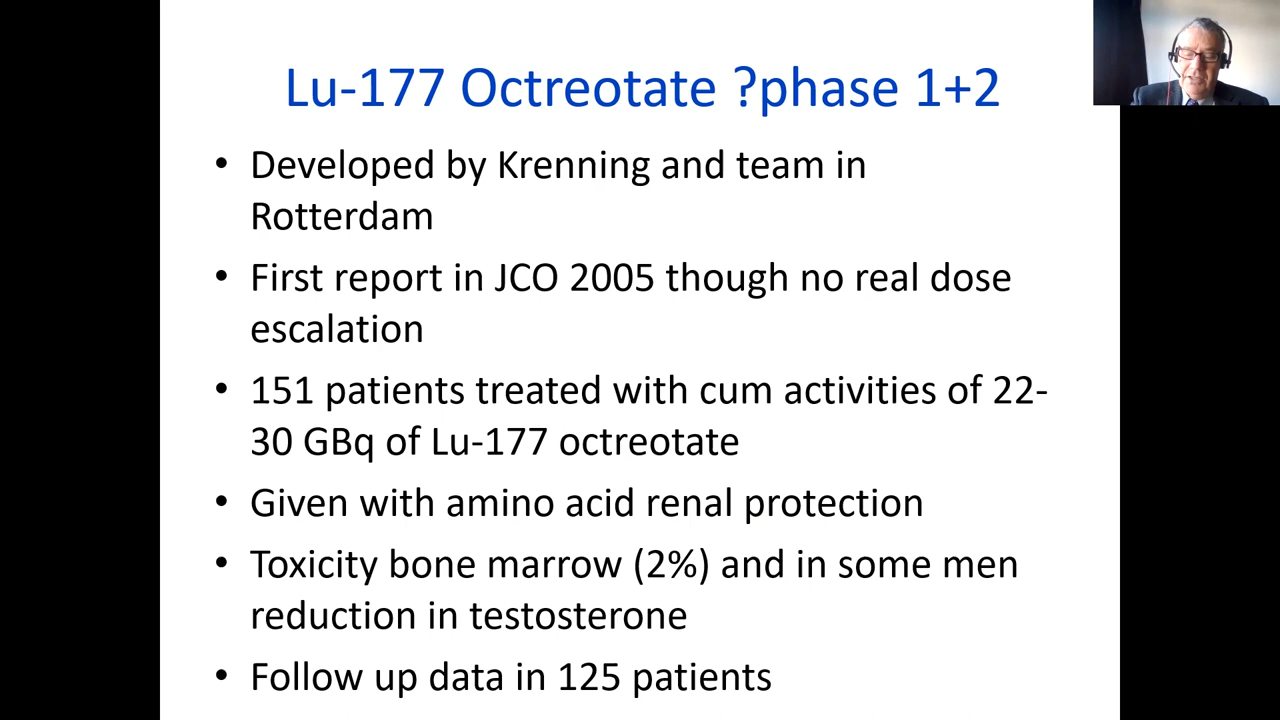 Lu-177 Octreotate ?phase 1+2
• Developed by Krenning and team in
Rotterdam
• First report in JCO 2005 though no real dose
escalation
• 151 patients treated with cum activities of 22-
30 GBq of Lu-177 octreotate
• Given with amino acid renal protection
• Toxicity bone marrow (2%) and in some men
reduction in testosterone
• Follow up data in 125 patients